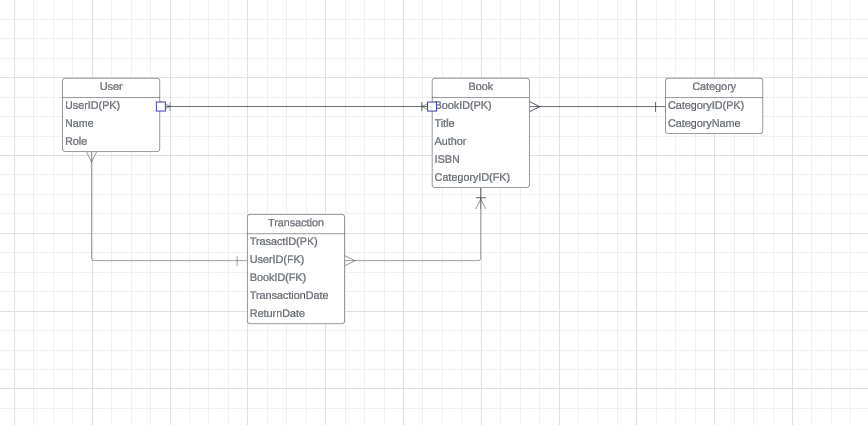 User
UserID(PK)
Name
Role
Book
BookID(PK)
Title
Author
ISBN
CategoryID(FK)
Category
CategoryID(PK)
CategoryName
Transaction
TrasactID(PK)
UserID(FK)
BookID(FK)
TransactionDate
ReturnDate